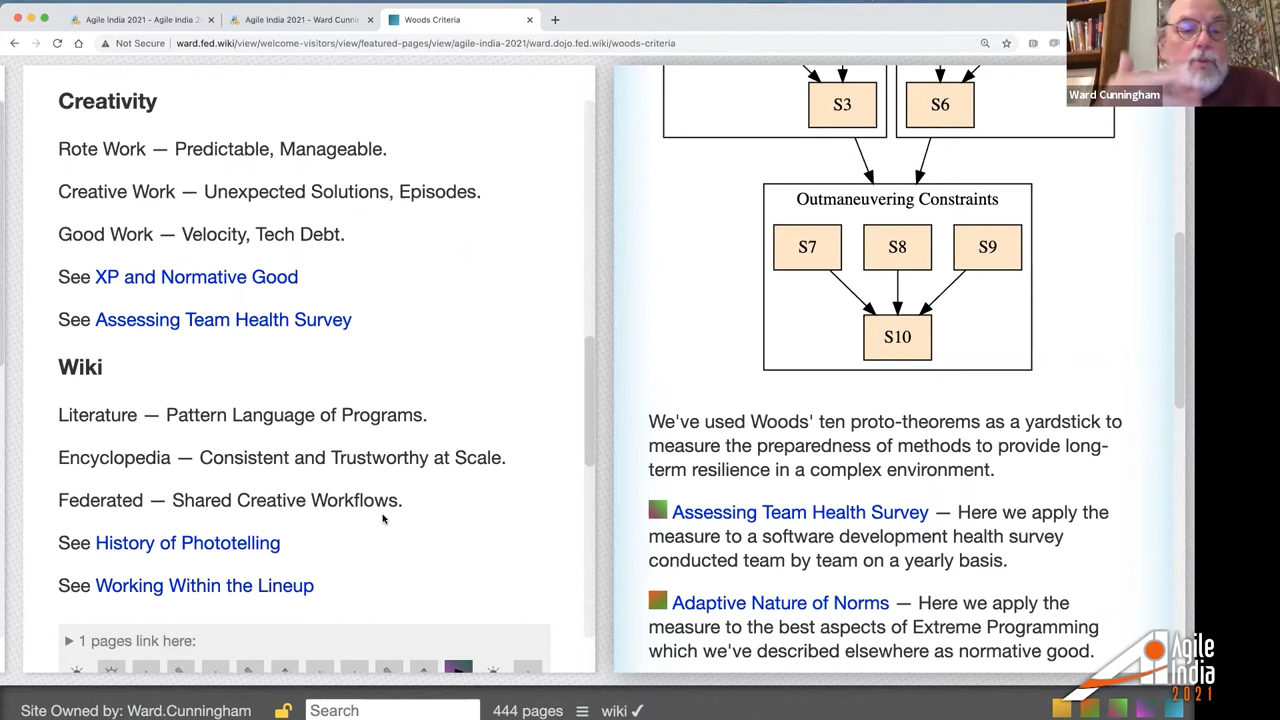 Agile India 2021 - Agile India 2
Agile India 2021 - Ward Cunni
Woods Criteria
Not Secure
ward.fed.wiki/view/welcome-visitors/view/featured-pages/view/agile-india-2021/ward.dojo.fed.wiki/woods-criteria
Ward Cunningham
Creativity
Rote Work — Predictable, Manageable.
Creative Work — Unexpected Solutions, Episodes.
Good Work — Velocity, Tech Debt.
See XP and Normative Good
See Assessing Team Health Survey
Wiki
Literature — Pattern Language of Programs.
Encyclopedia — Consistent and Trustworthy at Scale.
Federated — Shared Creative Workflows.
See History of Phototelling
See Working Within the Lineup
1 pages link here:
S3
S6
Outmaneuvering Constraints
S7
S8
S9
S10
We've used Woods' ten proto-theorems as a yardstick to
measure the preparedness of methods to provide long-
term resilience in a complex environment.
Assessing Team Health Survey — Here we apply the
measure to a software development health survey
conducted team by team on a yearly basis.
Adaptive Nature of Norms — Here we apply the
measure to the best aspects of Extreme Programming
which we've described elsewhere as normative good.
Agile
India
2021
Site Owned by: Ward.Cunningham
Search
444 pages
wiki ✓